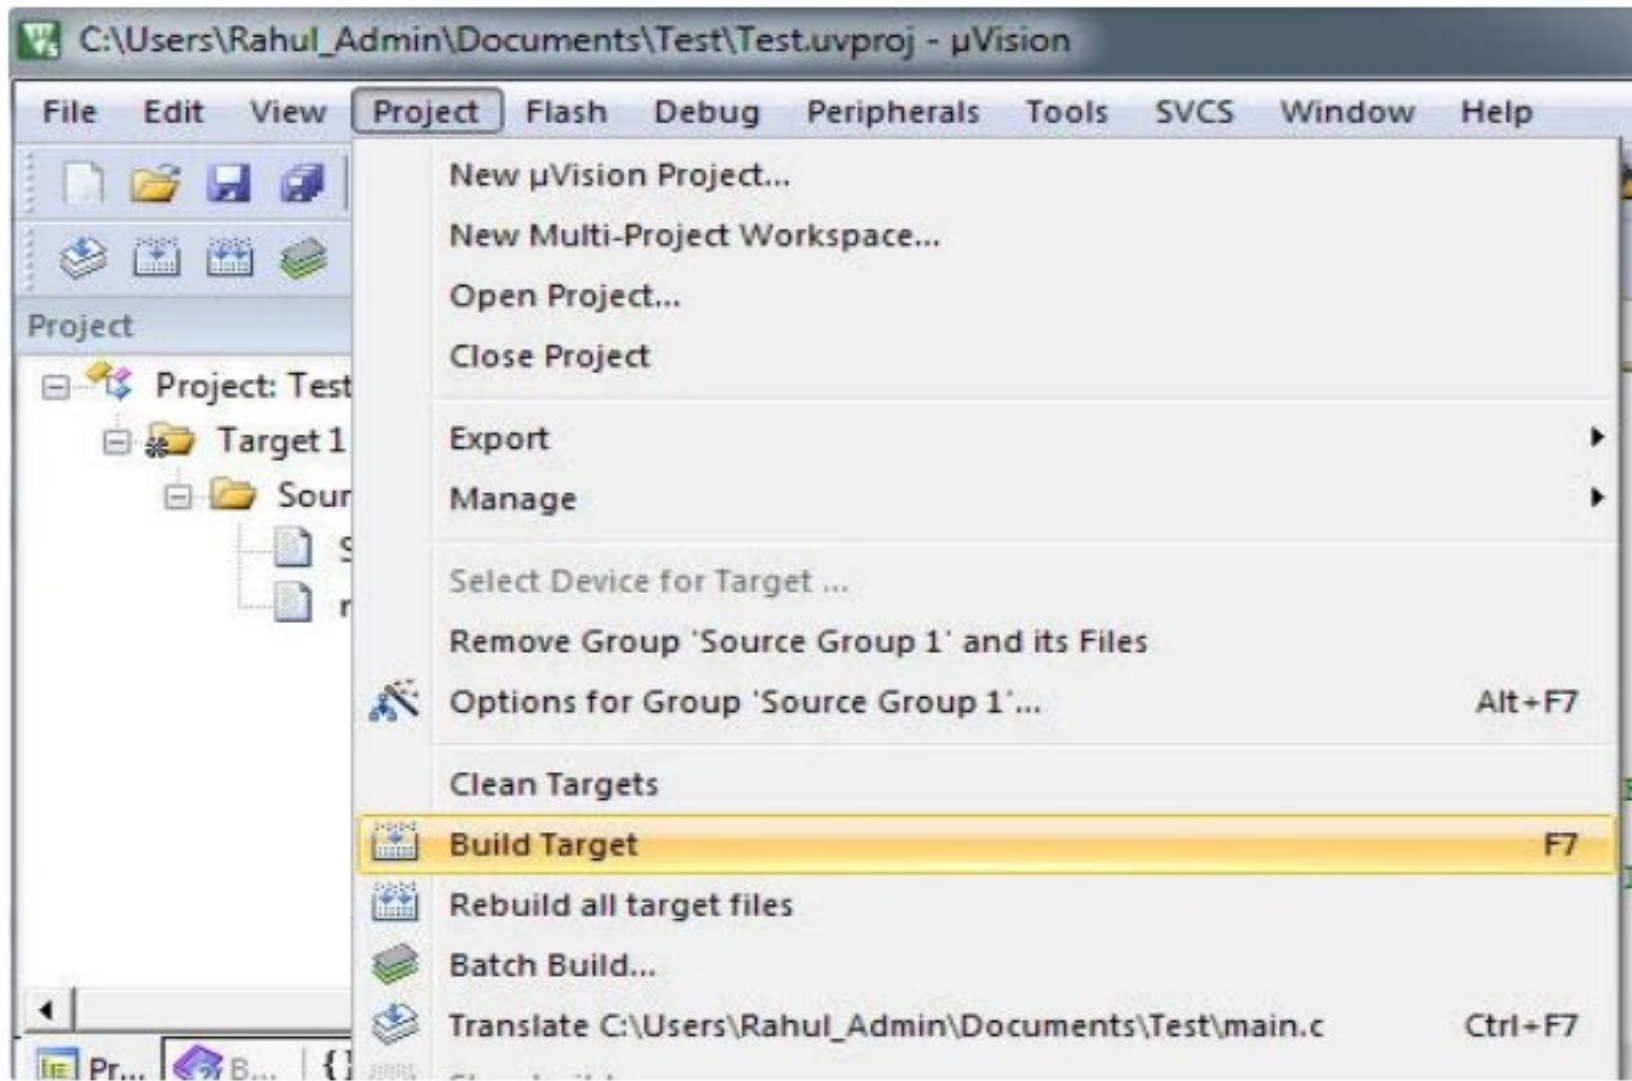 C:\Users\Rahul_Admin\Documents\Test\Test.uvproj - µVision
File Edit View Project Flash Debug Peripherals Tools SVCS Window Help
New µVision Project...
New Multi-Project Workspace...
Open Project...
Close Project
Export
Manage
Select Device for Target ...
Remove Group 'Source Group 1' and its Files
Options for Group 'Source Group 1'... Alt+F7
Clean Targets
Build Target F7
Rebuild all target files
Batch Build...
Translate C:\Users\Rahul_Admin\Documents\Test\main.c Ctrl+F7
Project
Project: Test
Target 1
Sour
Pr... B... {}